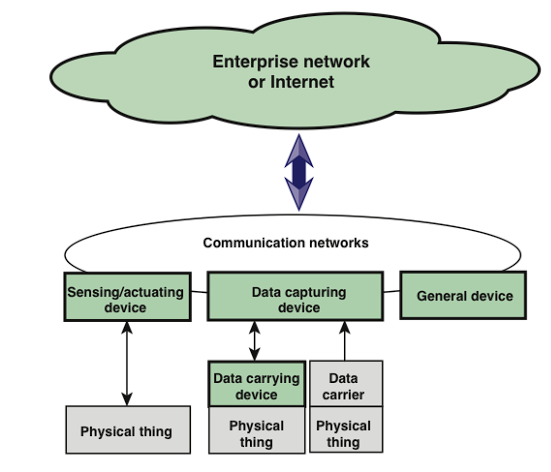 Enterprise network
or Internet
Communication networks
Sensing/actuating
device
Data capturing
device
General device
Data carrying
device
Data
carrier
Physical thing
Physical
thing
Physical
thing